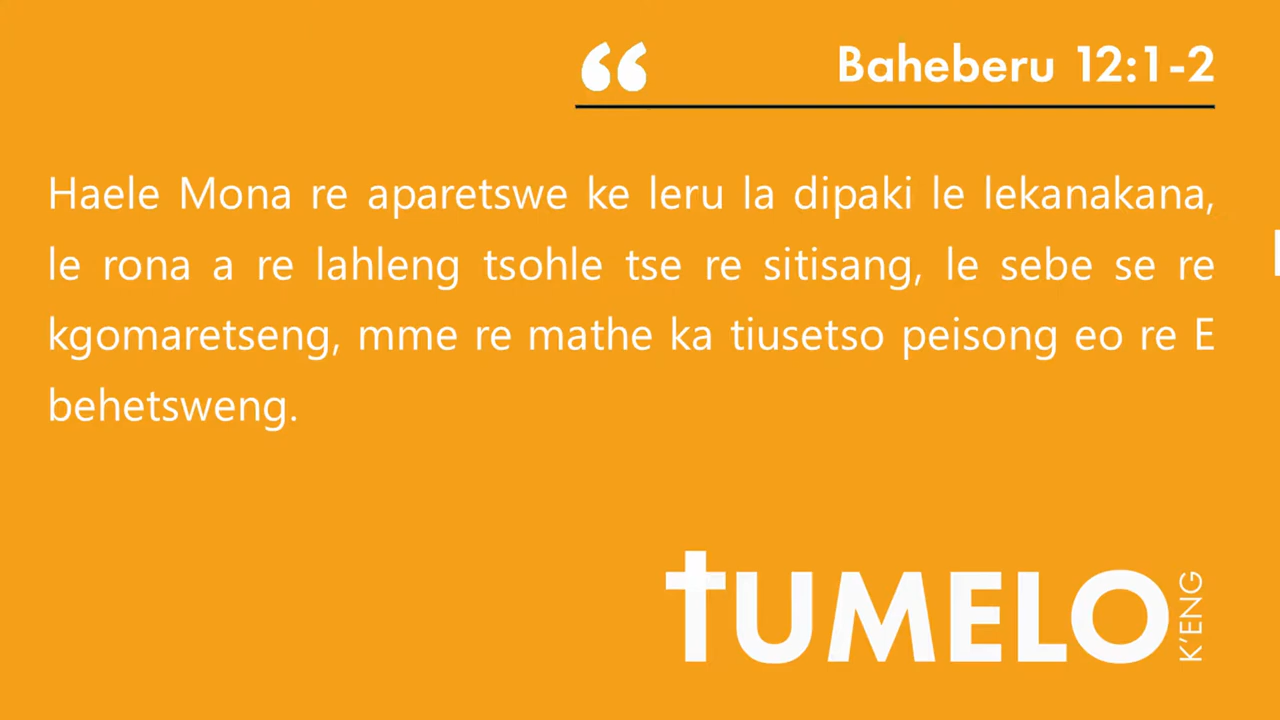 “
Baheberu 12:1-2
Haele Mona re aparetswe ke leru la dipaki le lekanakana,
le rona a re lahleng tsohle tse re sitisang, le sebe se re
kgomaretseng, mme re mathe ka tiusetso peisong eo re E
behetsweng.
tUMELO
K'ENG